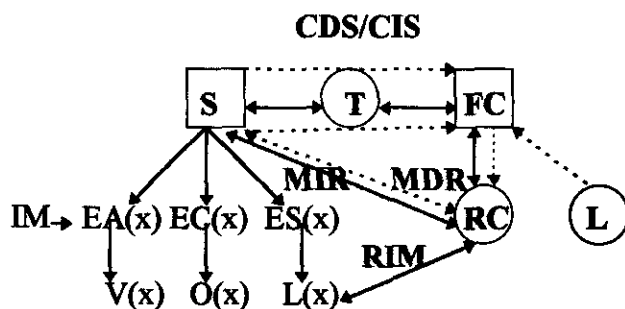 CDS/CIS
S T FC
MIR MDR
IM EA(x) EC(x) ES(x) RC L
RIM
V(x) O(x) L(x)